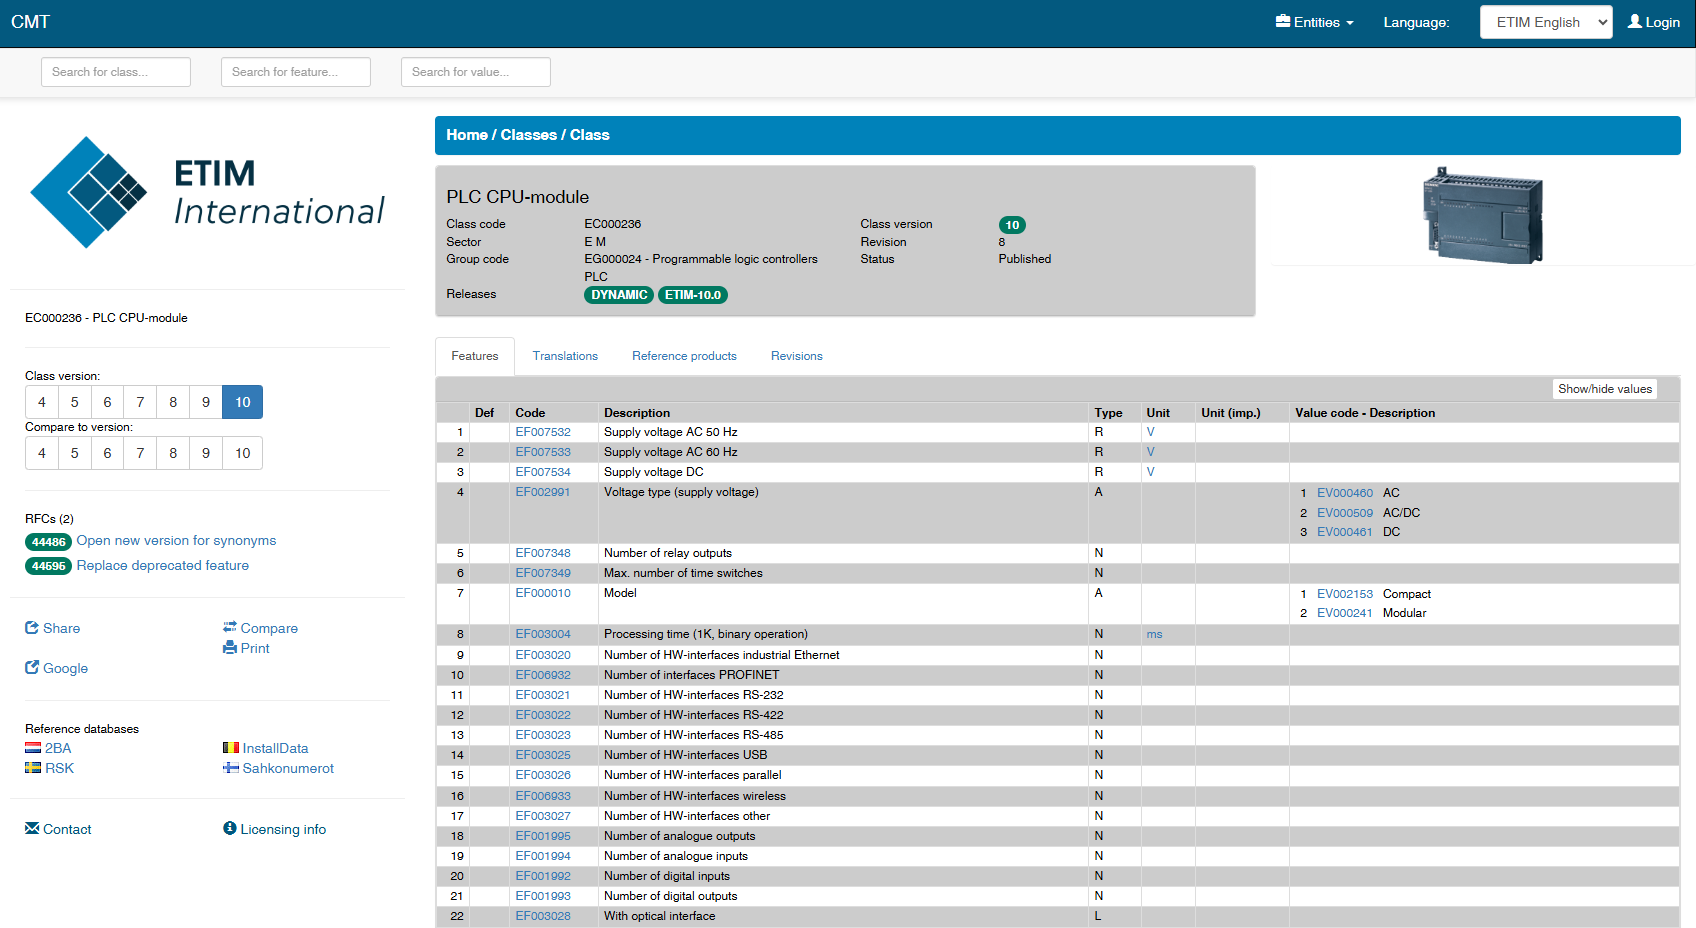 CMT
Entities
Language:
ETIM English
Login
Search for class...
Search for feature...
Search for value...
ETIM
International
EC000236 - PLC CPU-module
Class version:
4 5 6 7 8 9 10
Compare to version:
4 5 6 7 8 9 10
RFCs (2)
44486 Open new version for synonyms
44596 Replace deprecated feature
Share
Compare
Print
Google
Reference databases
2BA
InstallData
RSK
Sahkonumerot
Contact
Licensing info
Home / Classes / Class
PLC CPU-module
Class code EC000236 Class version 10
Sector E M Revision 8
Group code EG000024 - Programmable logic controllers Status Published
PLC
Releases DYNAMIC ETIM-10.0
Features Translations Reference products Revisions
Show/hide values
Def Code Description Type Unit Unit (imp.) Value code - Description
1 EF007532 Supply voltage AC 50 Hz R V
2 EF007533 Supply voltage AC 60 Hz R V
3 EF007534 Supply voltage DC R V
4 EF002991 Voltage type (supply voltage) A 1 EV000460 AC
2 EV000509 AC/DC
3 EV000461 DC
5 EF007348 Number of relay outputs N
6 EF007349 Max. number of time switches N
7 EF000010 Model A 1 EV002153 Compact
2 EV000241 Modular
8 EF003004 Processing time (1K, binary operation) N ms
9 EF003020 Number of HW-interfaces industrial Ethernet N
10 EF006932 Number of interfaces PROFINET N
11 EF003021 Number of HW-interfaces RS-232 N
12 EF003022 Number of HW-interfaces RS-422 N
13 EF003023 Number of HW-interfaces RS-485 N
14 EF003025 Number of HW-interfaces USB N
15 EF003026 Number of HW-interfaces parallel N
16 EF006933 Number of HW-interfaces wireless N
17 EF003027 Number of HW-interfaces other N
18 EF001995 Number of analogue outputs N
19 EF001994 Number of analogue inputs N
20 EF001992 Number of digital inputs N
21 EF001993 Number of digital outputs N
22 EF003028 With optical interface L